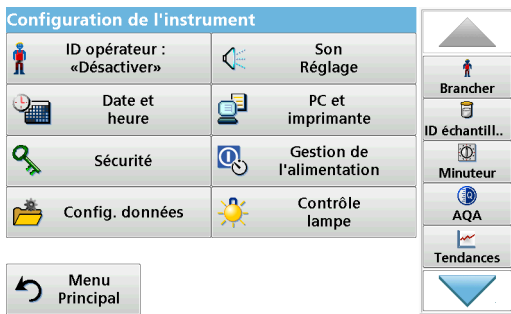 Configuration de l'instrument
ID opérateur :
«Désactiver»
Son
Réglage
Date et
heure
PC et
imprimante
Sécurité
Gestion de
l'alimentation
Config. données
Contrôle
lampe
Menu
Principal
Brancher
ID échantill..
Minuteur
AQA
Tendances